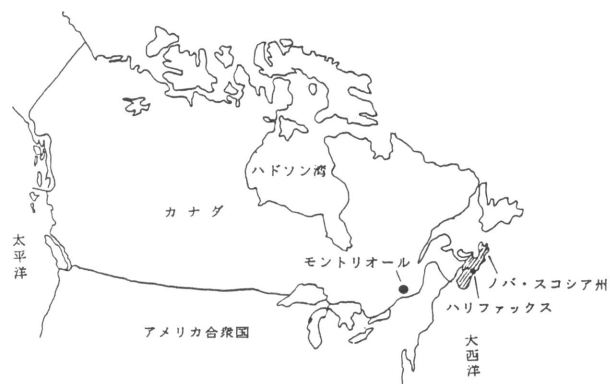 ハドソン湾
カナダ
太平洋
モントリオール
ノバ・スコシア州
ハリファックス
アメリカ合衆国
大西洋